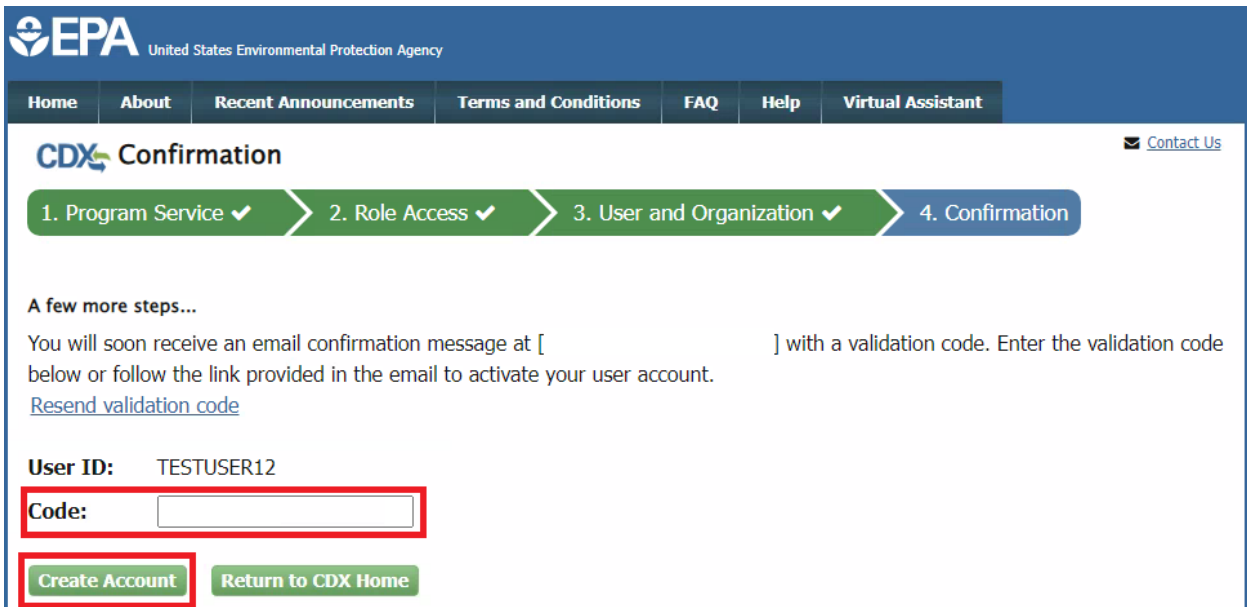 EPA United States Environmental Protection Agency
Home About Recent Announcements Terms and Conditions FAQ Help Virtual Assistant
CDX Confirmation
Contact Us
1. Program Service ✔ 2. Role Access ✔ 3. User and Organization ✔ 4. Confirmation
A few more steps...
You will soon receive an email confirmation message at [ ] with a validation code. Enter the validation code
below or follow the link provided in the email to activate your user account.
Resend validation code
User ID: TESTUSER12
Code:
Create Account Return to CDX Home